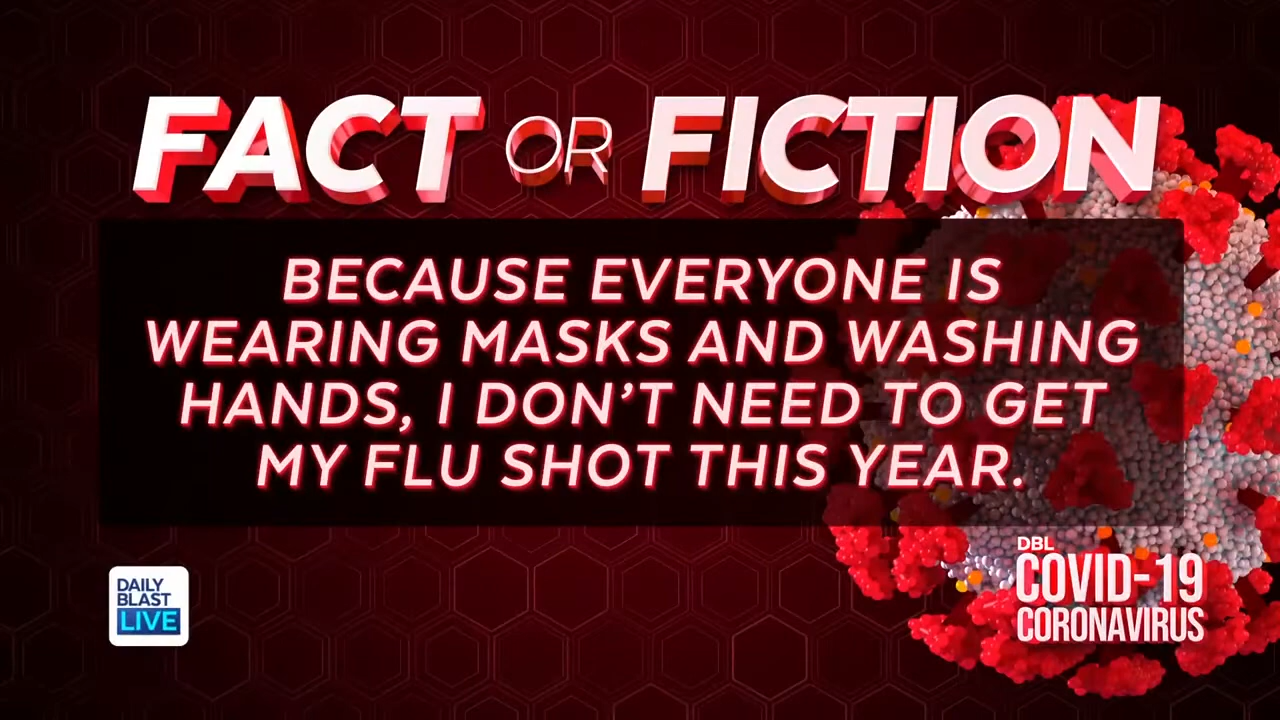 FACT OR FICTION
BECAUSE EVERYONE IS
WEARING MASKS AND WASHING
HANDS, I DON'T NEED TO GET
MY FLU SHOT THIS YEAR.
DAILY
BLAST
LIVE
DBL
COVID-19
CORONAVIRUS